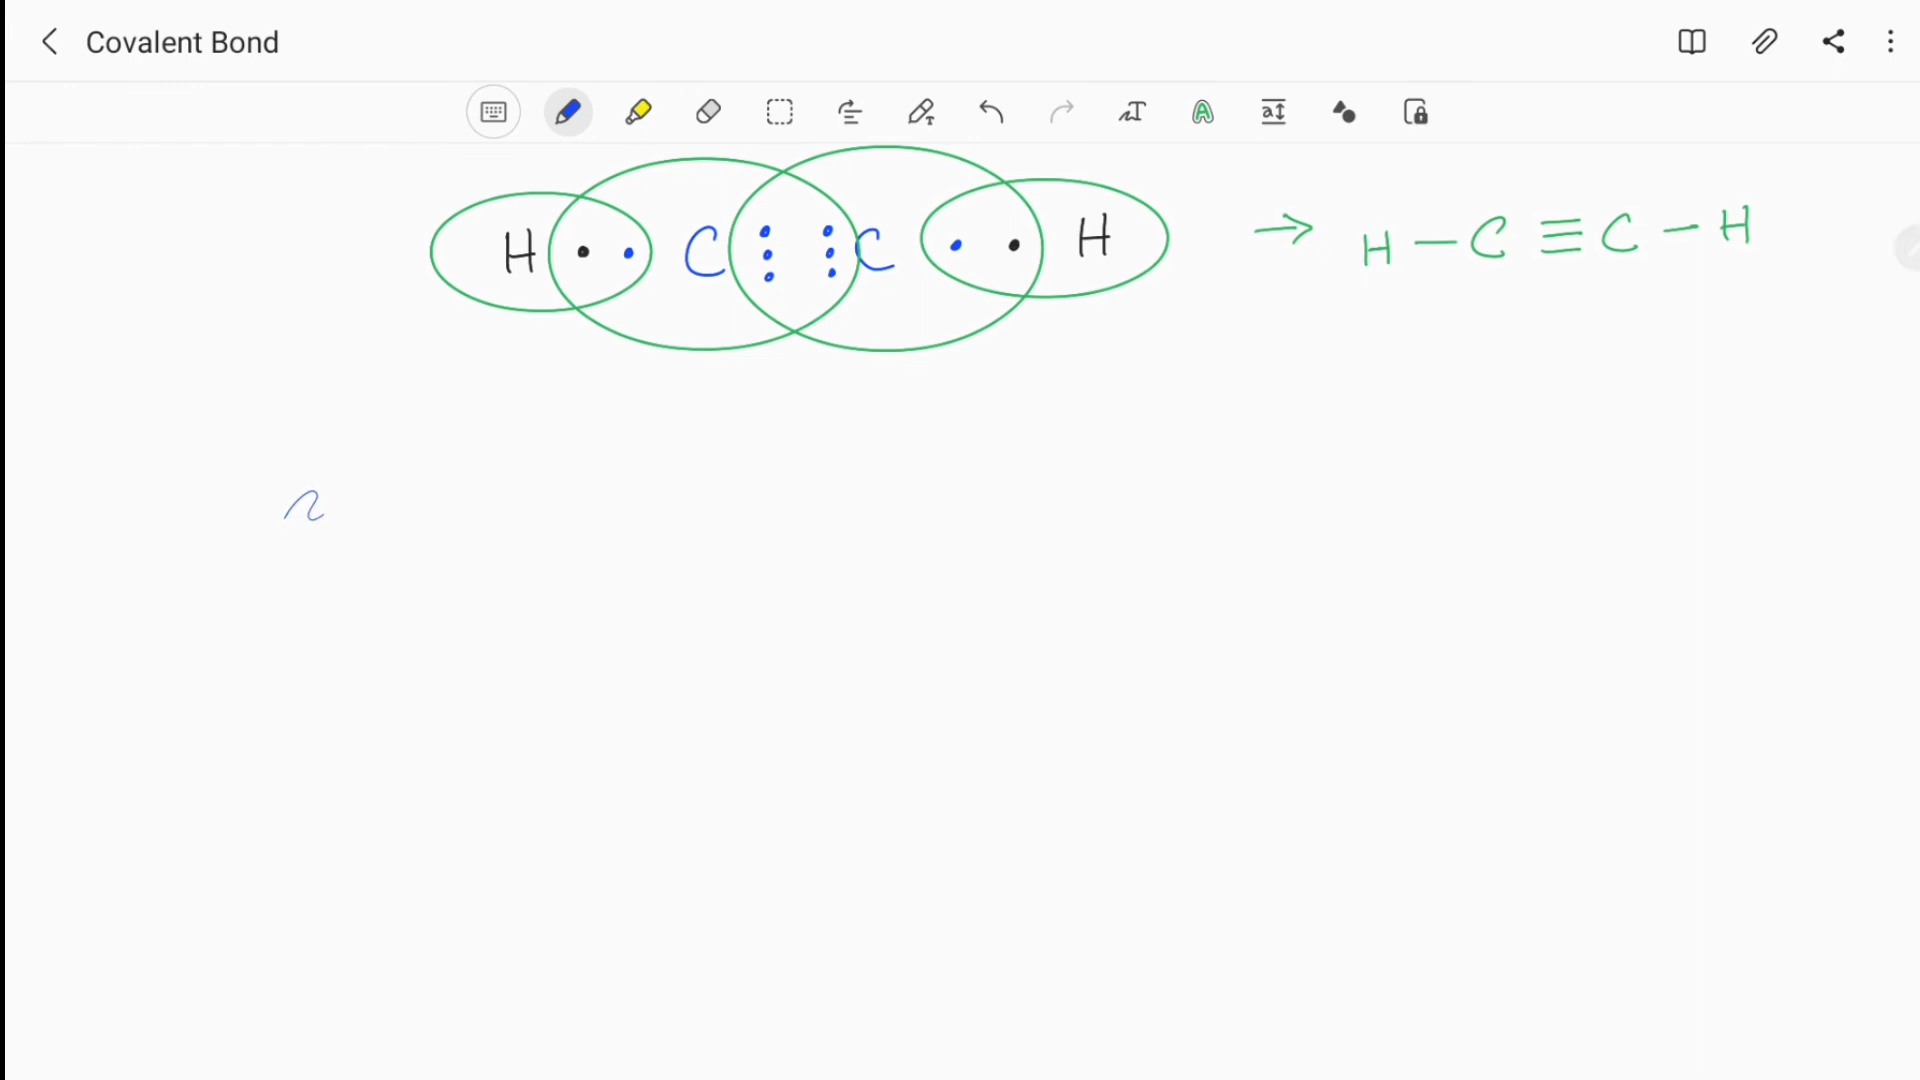 Covalent Bond
H • • C ⋮ ⋮ C • • H → H — C ≡ C — H